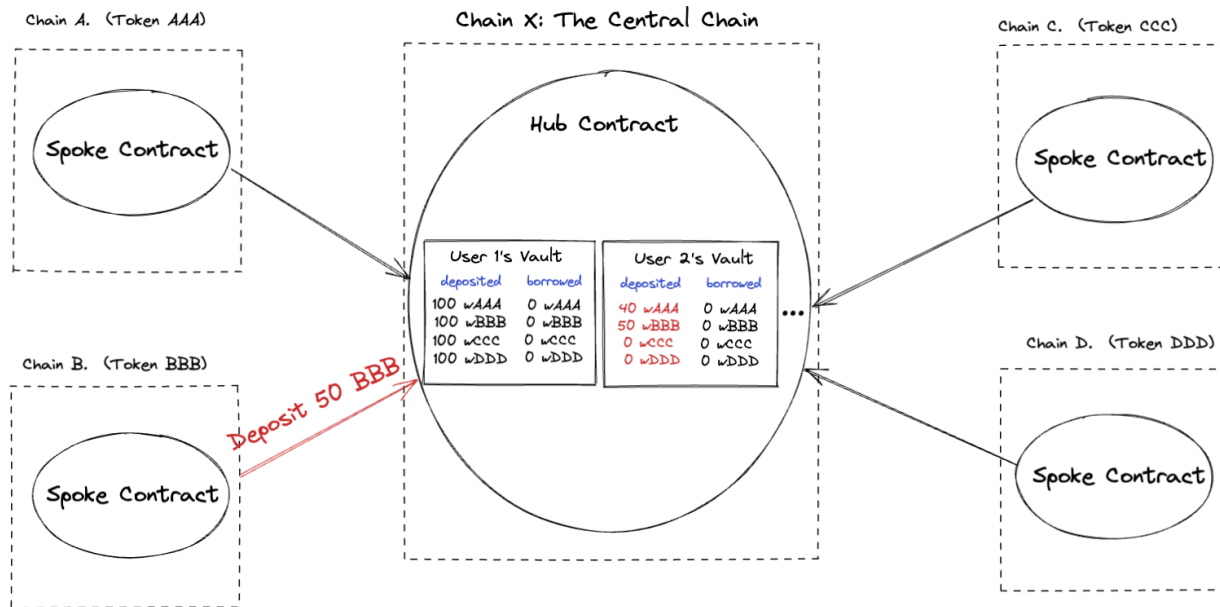 Chain A. (Token AAA)
Spoke Contract
Chain B. (Token BBB)
Spoke Contract
Deposit 50 BBB
Chain X: The Central Chain
Hub Contract
User 1's Vault
deposited borrowed
100 wAAA 0 wAAA
100 wBBB 0 wBBB
100 wCCC 0 wCCC
100 wDDD 0 wDDD
User 2's Vault
deposited borrowed
40 wAAA 0 wAAA
50 wBBB 0 wBBB
0 wCCC 0 wCCC
0 wDDD 0 wDDD
...
Chain C. (Token CCC)
Spoke Contract
Chain D. (Token DDD)
Spoke Contract